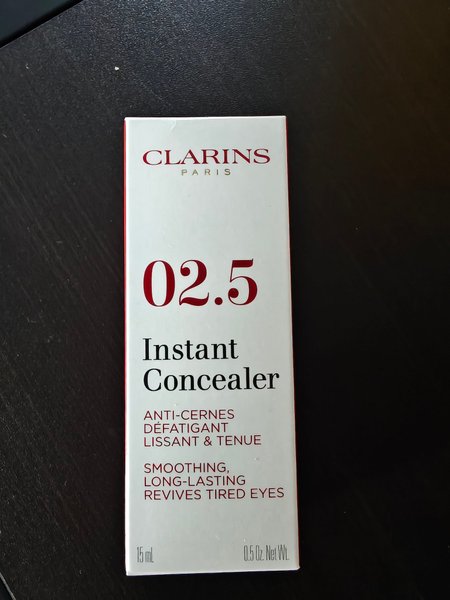 CLARINS
PARIS
02.5
Instant
Concealer
ANTI-CERNES
DÉFATIGANT
LISSANT & TENUE
SMOOTHING,
LONG-LASTING
REVIVES TIRED EYES
15 mL 0.5 Oz. Net Wt.